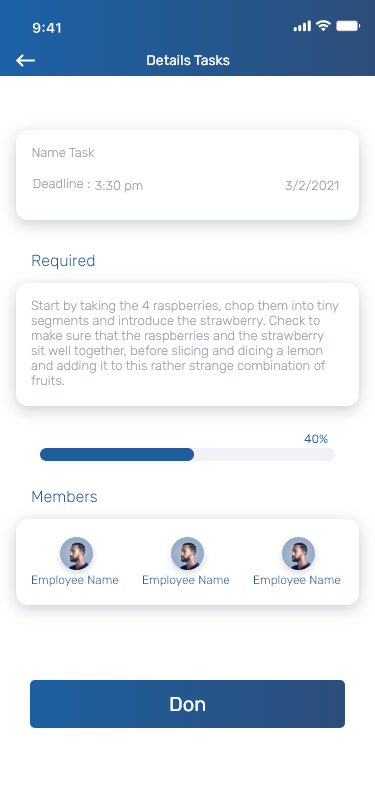 9:41
Details Tasks
Name Task
Deadline : 3:30 pm 3/2/2021
Required
Start by taking the 4 raspberries, chop them into tiny
segments and introduce the strawberry. Check to
make sure that the raspberries and the strawberry
sit well together, before slicing and dicing a lemon
and adding it to this rather strange combination of
fruits.
40%
Members
Employee Name Employee Name Employee Name
Don